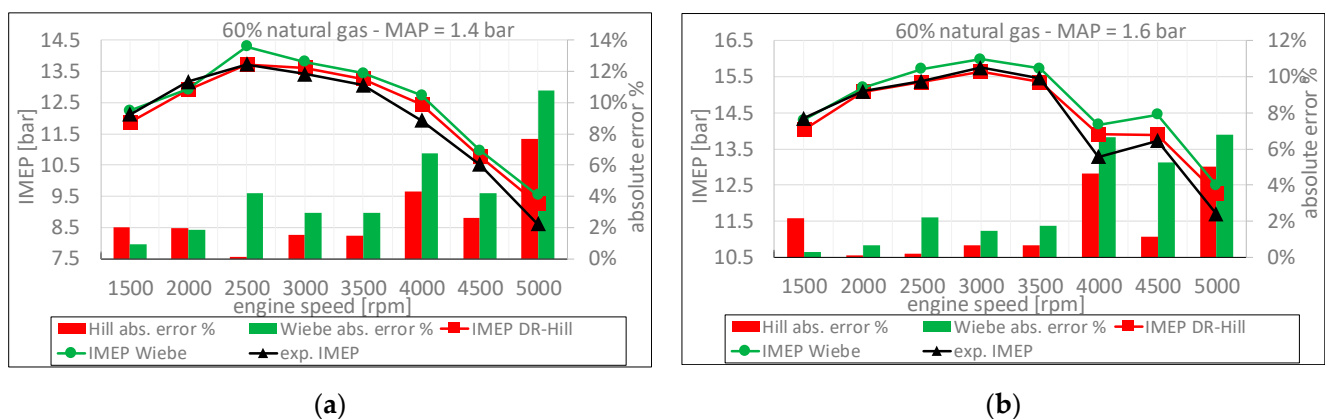 60% natural gas - MAP = 1.4 bar
14.5
13.5
12.5
11.5
10.5
9.5
8.5
7.5
IMEP [bar]
14%
12%
10%
8%
6%
4%
2%
0%
absolute error %
1500 2000 2500 3000 3500 4000 4500 5000
engine speed [rpm]
Hill abs. error % Wiebe abs. error % IMEP DR-Hill
IMEP Wiebe exp. IMEP
(a)
60% natural gas - MAP = 1.6 bar
16.5
15.5
14.5
13.5
12.5
11.5
10.5
IMEP [bar]
12%
10%
8%
6%
4%
2%
0%
absolute error %
1500 2000 2500 3000 3500 4000 4500 5000
engine speed [rpm]
Hill abs. error % Wiebe abs. error % IMEP DR-Hill
IMEP Wiebe exp. IMEP
(b)